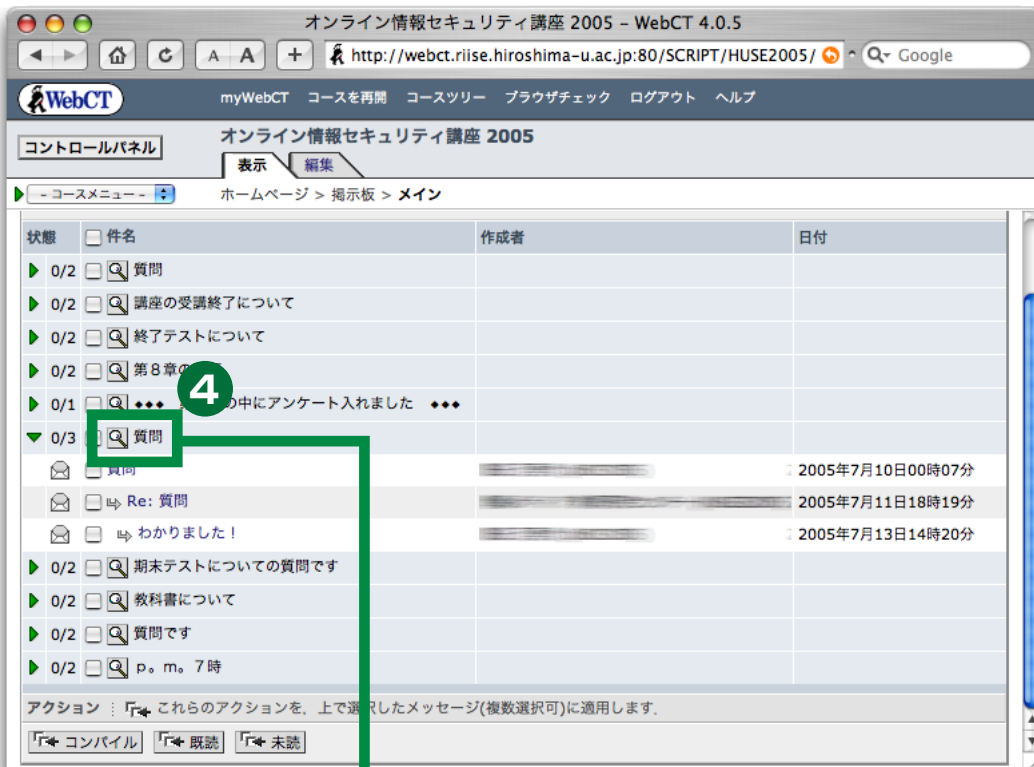 オンライン情報セキュリティ講座 2005 – WebCT 4.0.5
A A + http://webct.riise.hiroshima-u.ac.jp:80/SCRIPT/HUSE2005/ Google
WebCT myWebCT コースを再開 コースツリー ブラウザチェック ログアウト ヘルプ
コントロールパネル オンライン情報セキュリティ講座 2005
表示 編集
- コースメニュー - ホームページ > 掲示板 > メイン
状態 件名 作成者 日付
0/2 質問
0/2 講座の受講終了について
0/2 終了テストについて
0/2 第8章の
4
0/1 ◆◆◆ の中にアンケート入れました ◆◆◆
0/3 質問
質問 2005年7月10日00時07分
Re: 質問 2005年7月11日18時19分
わかりました! 2005年7月13日14時20分
0/2 期末テストについての質問です
0/2 教科書について
0/2 質問です
0/2 p。m。7時
アクション これらのアクションを、上で選択したメッセージ(複数選択可)に適用します.
コンパイル 既読 未読